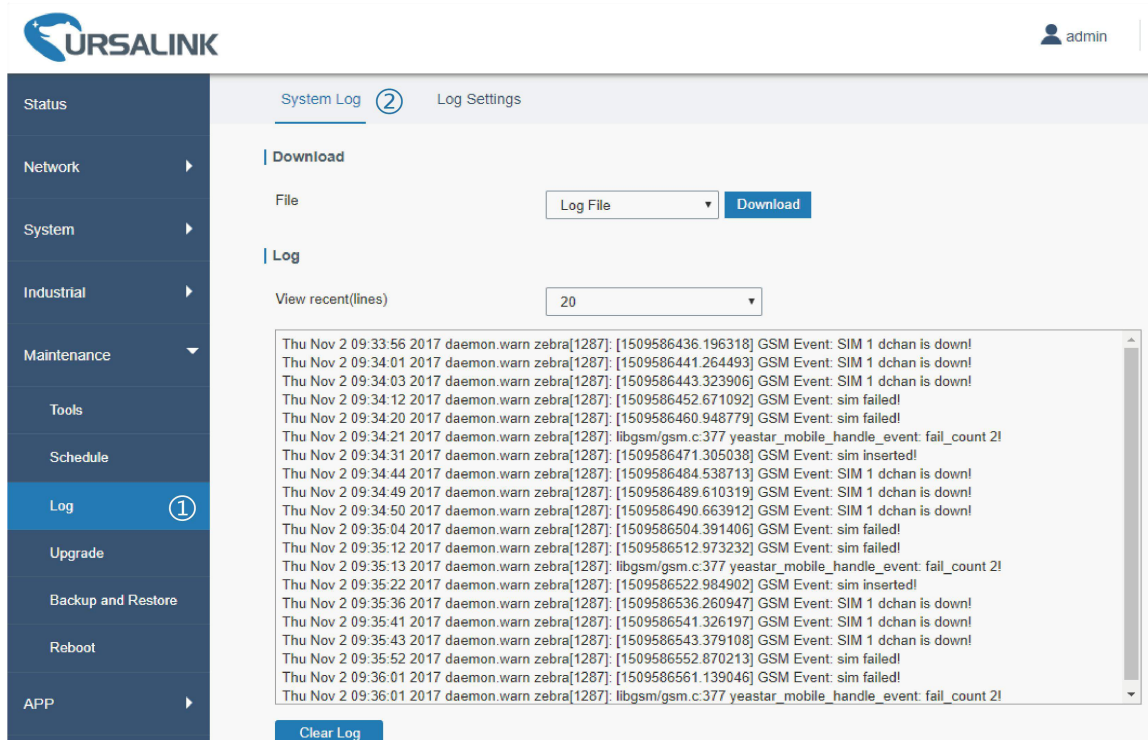 URSALINK
admin
Status
Network
System
Industrial
Maintenance
Tools
Schedule
Log ①
Upgrade
Backup and Restore
Reboot
APP
System Log ② Log Settings
Download
File Log File Download
Log
View recent(lines) 20
Thu Nov 2 09:33:56 2017 daemon.warn zebra[1287]: [1509586436.196318] GSM Event: SIM 1 dchan is down!
Thu Nov 2 09:34:01 2017 daemon.warn zebra[1287]: [1509586441.264493] GSM Event: SIM 1 dchan is down!
Thu Nov 2 09:34:03 2017 daemon.warn zebra[1287]: [1509586443.323906] GSM Event: SIM 1 dchan is down!
Thu Nov 2 09:34:12 2017 daemon.warn zebra[1287]: [1509586452.671092] GSM Event: sim failed!
Thu Nov 2 09:34:20 2017 daemon.warn zebra[1287]: [1509586460.948779] GSM Event: sim failed!
Thu Nov 2 09:34:21 2017 daemon.warn zebra[1287]: libgsm/gsm.c:377 yeastar_mobile_handle_event: fail_count 2!
Thu Nov 2 09:34:31 2017 daemon.warn zebra[1287]: [1509586471.305038] GSM Event: sim inserted!
Thu Nov 2 09:34:44 2017 daemon.warn zebra[1287]: [1509586484.538713] GSM Event: SIM 1 dchan is down!
Thu Nov 2 09:34:49 2017 daemon.warn zebra[1287]: [1509586489.610319] GSM Event: SIM 1 dchan is down!
Thu Nov 2 09:34:50 2017 daemon.warn zebra[1287]: [1509586490.663912] GSM Event: SIM 1 dchan is down!
Thu Nov 2 09:35:04 2017 daemon.warn zebra[1287]: [1509586504.391406] GSM Event: sim failed!
Thu Nov 2 09:35:12 2017 daemon.warn zebra[1287]: [1509586512.973232] GSM Event: sim failed!
Thu Nov 2 09:35:13 2017 daemon.warn zebra[1287]: libgsm/gsm.c:377 yeastar_mobile_handle_event: fail_count 2!
Thu Nov 2 09:35:22 2017 daemon.warn zebra[1287]: [1509586522.984902] GSM Event: sim inserted!
Thu Nov 2 09:35:36 2017 daemon.warn zebra[1287]: [1509586536.260947] GSM Event: SIM 1 dchan is down!
Thu Nov 2 09:35:41 2017 daemon.warn zebra[1287]: [1509586541.326197] GSM Event: SIM 1 dchan is down!
Thu Nov 2 09:35:43 2017 daemon.warn zebra[1287]: [1509586543.379108] GSM Event: SIM 1 dchan is down!
Thu Nov 2 09:35:52 2017 daemon.warn zebra[1287]: [1509586552.870213] GSM Event: sim failed!
Thu Nov 2 09:36:01 2017 daemon.warn zebra[1287]: [1509586561.139046] GSM Event: sim failed!
Thu Nov 2 09:36:01 2017 daemon.warn zebra[1287]: libgsm/gsm.c:377 yeastar_mobile_handle_event: fail_count 2!
Clear Log